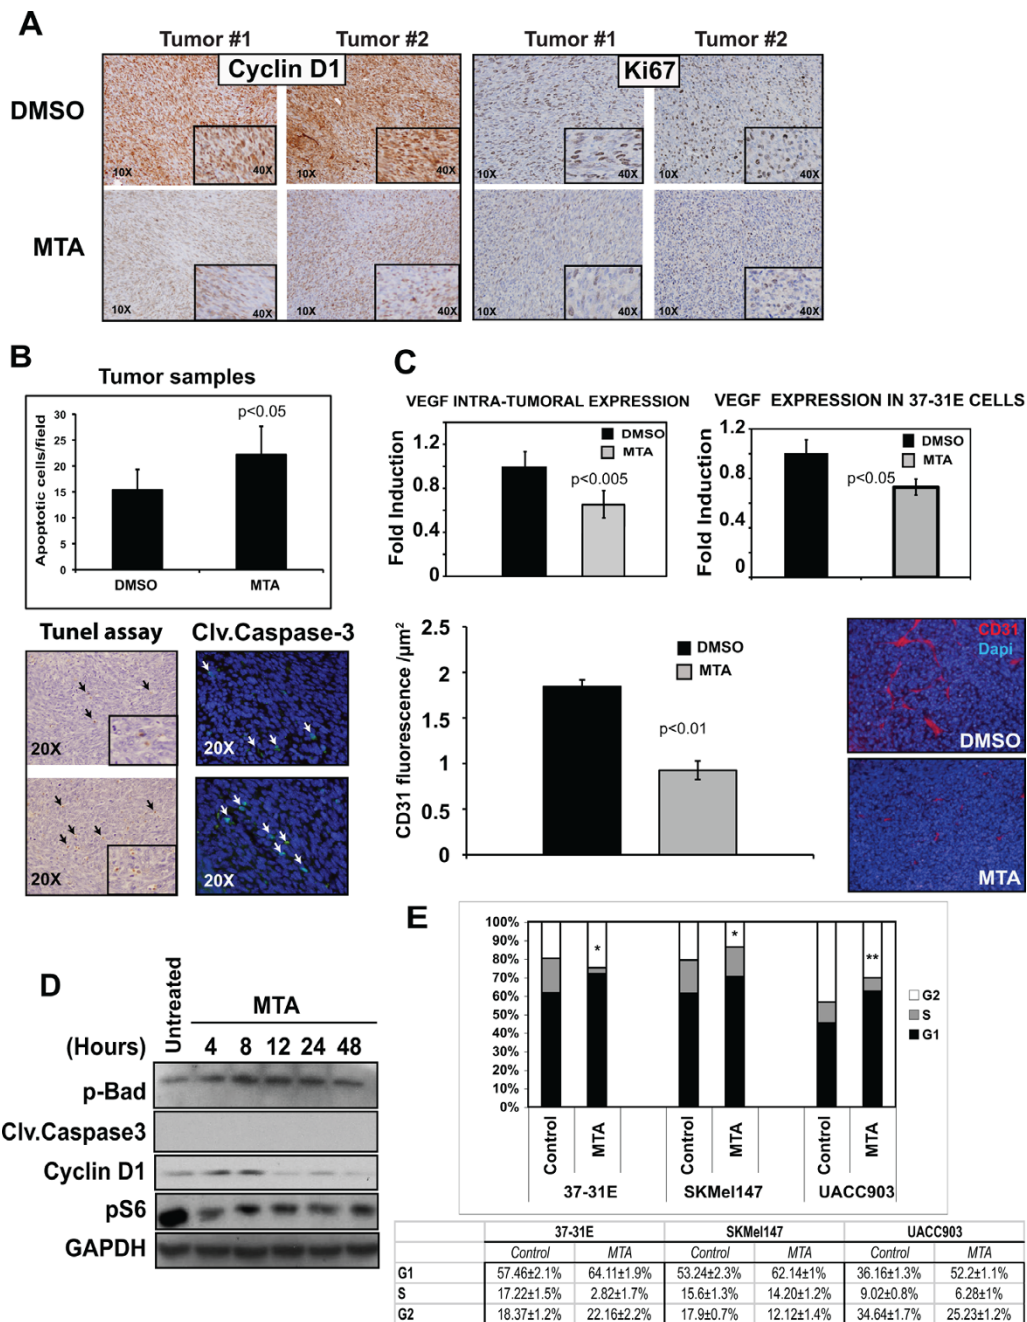 A
Tumor #1 Tumor #2 Tumor #1 Tumor #2
Cyclin D1 Ki67
DMSO
10X 40X 10X 40X 10X 40X 10X 40X
MTA
10X 40X 10X 40X 10X 40X 10X 40X
B
Tumor samples
Apoptotic cells/field
30
25
20
15
10
5
0
p<0.05
DMSO MTA
Tunel assay Clv.Caspase-3
20X 20X
20X 20X
C
VEGF INTRA-TUMORAL EXPRESSION
Fold Induction
1.2
0.8
0.4
0
DMSO
MTA
p<0.005
VEGF EXPRESSION IN 37-31E CELLS
Fold Induction
1.2
0.8
0.4
0
DMSO
MTA
p<0.05
CD31 fluorescence /µm²
2.5
2
1.5
1
0.5
0
DMSO
MTA
p<0.01
CD31
Dapi
DMSO
MTA
D
Untreated
MTA
(Hours) 4 8 12 24 48
p-Bad
Clv.Caspase3
Cyclin D1
pS6
GAPDH
E
100%
90%
80%
70%
60%
50%
40%
30%
20%
10%
0%
* * **
G2
S
G1
Control MTA Control MTA Control MTA
37-31E SKMel147 UACC903
37-31E SKMel147 UACC903
Control MTA Control MTA Control MTA
G1 57.46±2.1% 64.11±1.9% 53.24±2.3% 62.14±1% 36.16±1.3% 52.2±1.1%
S 17.22±1.5% 2.82±1.7% 15.6±1.3% 14.20±1.2% 9.02±0.8% 6.28±1%
G2 18.37±1.2% 22.16±2.2% 17.9±0.7% 12.12±1.4% 34.64±1.7% 25.23±1.2%